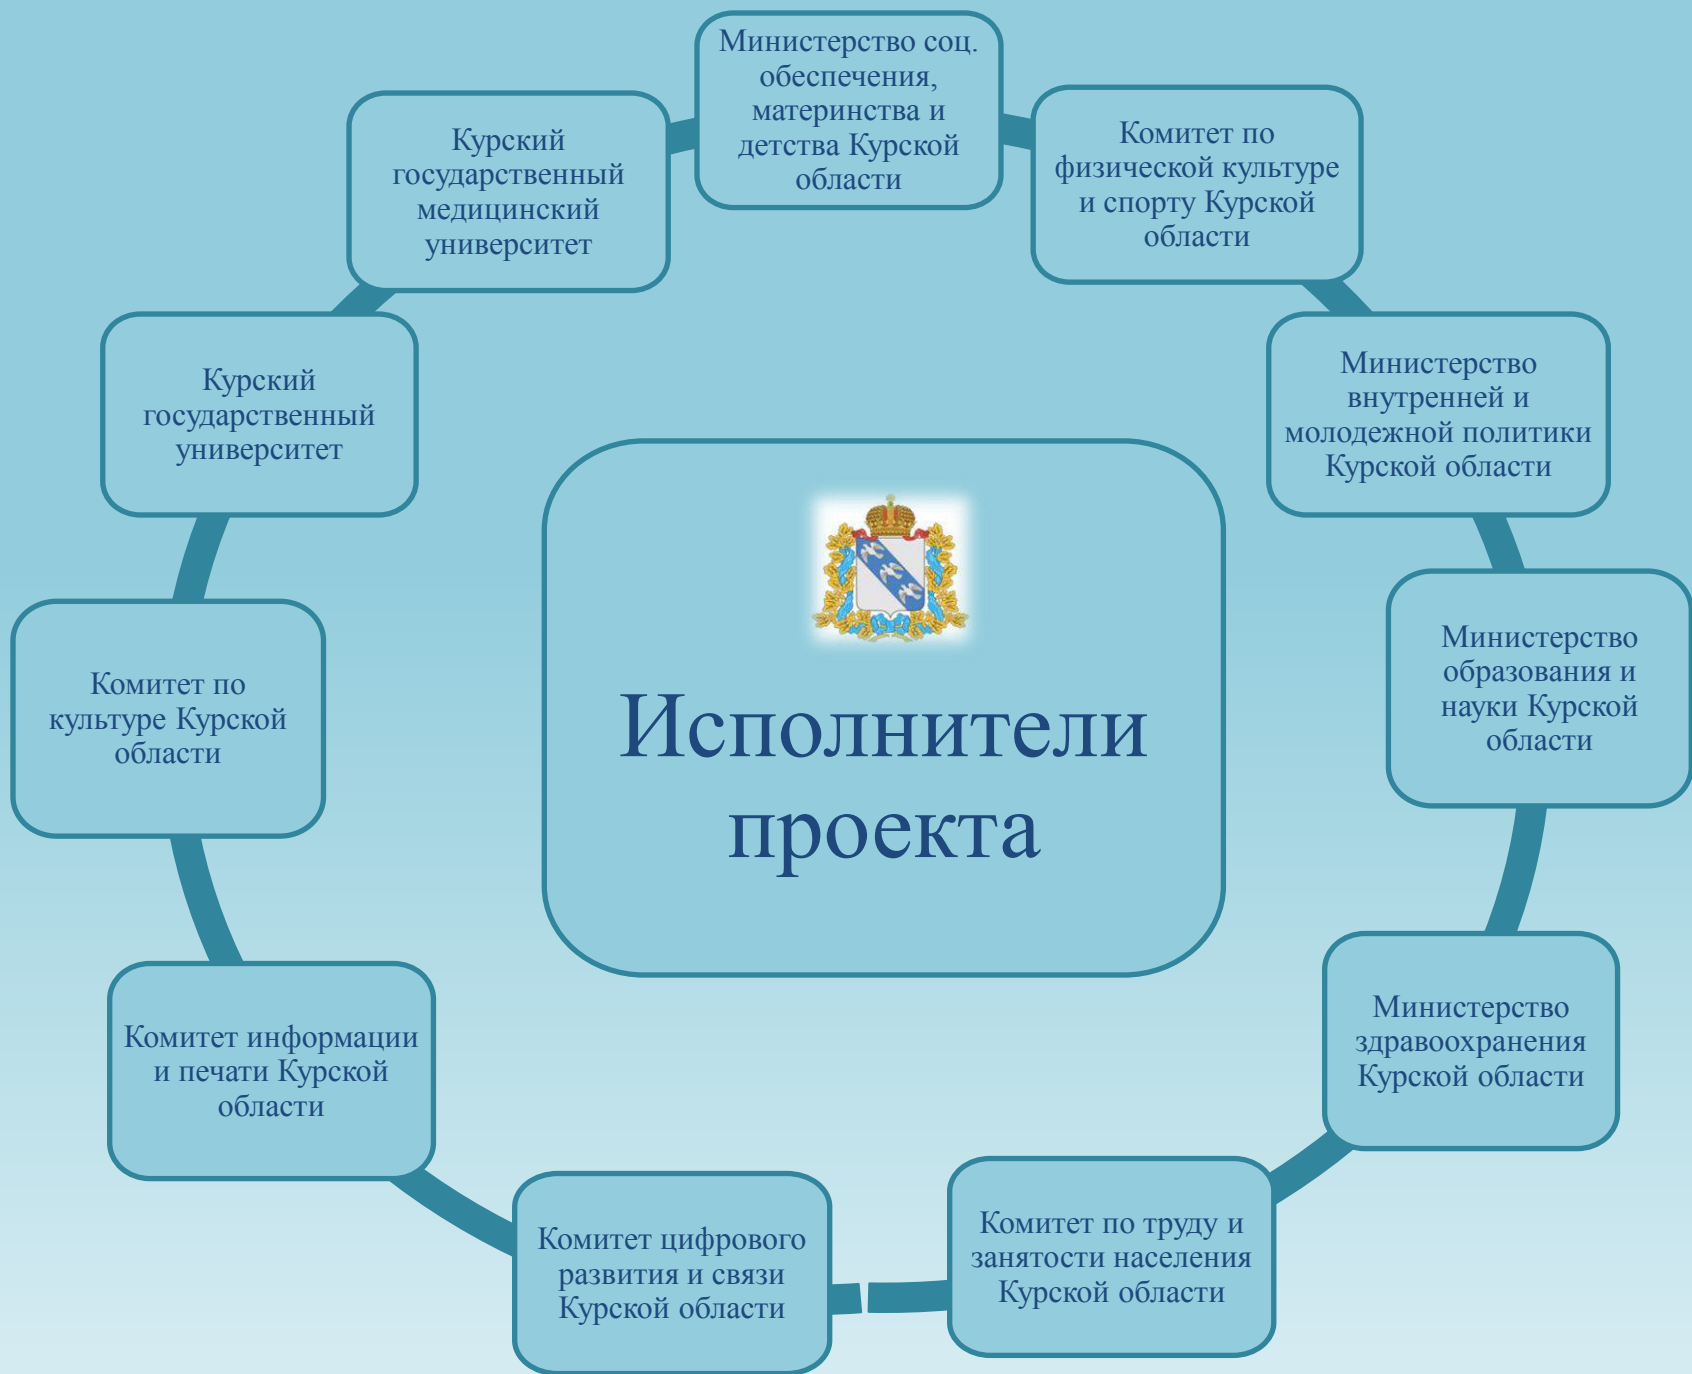 Министерство соц.
обеспечения,
материнства и
детства Курской
области
Комитет по
физической культуре
и спорту Курской
области
Министерство
внутренней и
молодежной политики
Курской области
Министерство
образования и
науки Курской
области
Министерство
здравоохранения
Курской области
Комитет по труду и
занятости населения
Курской области
Комитет цифрового
развития и связи
Курской области
Комитет информации
и печати Курской
области
Комитет по
культуре Курской
области
Курский
государственный
университет
Курский
государственный
медицинский
университет
Исполнители
проекта